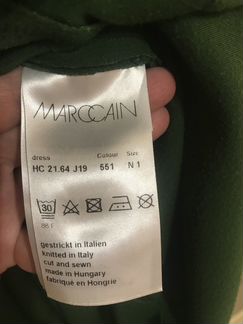 MARCCAIN
dress Colour Size
HC 21.64 J19 551 N 1
30
86 F
gestrickt in Italien
knitted in Italy
cut and sewn
made in Hungary
fabriqué en Hongrie